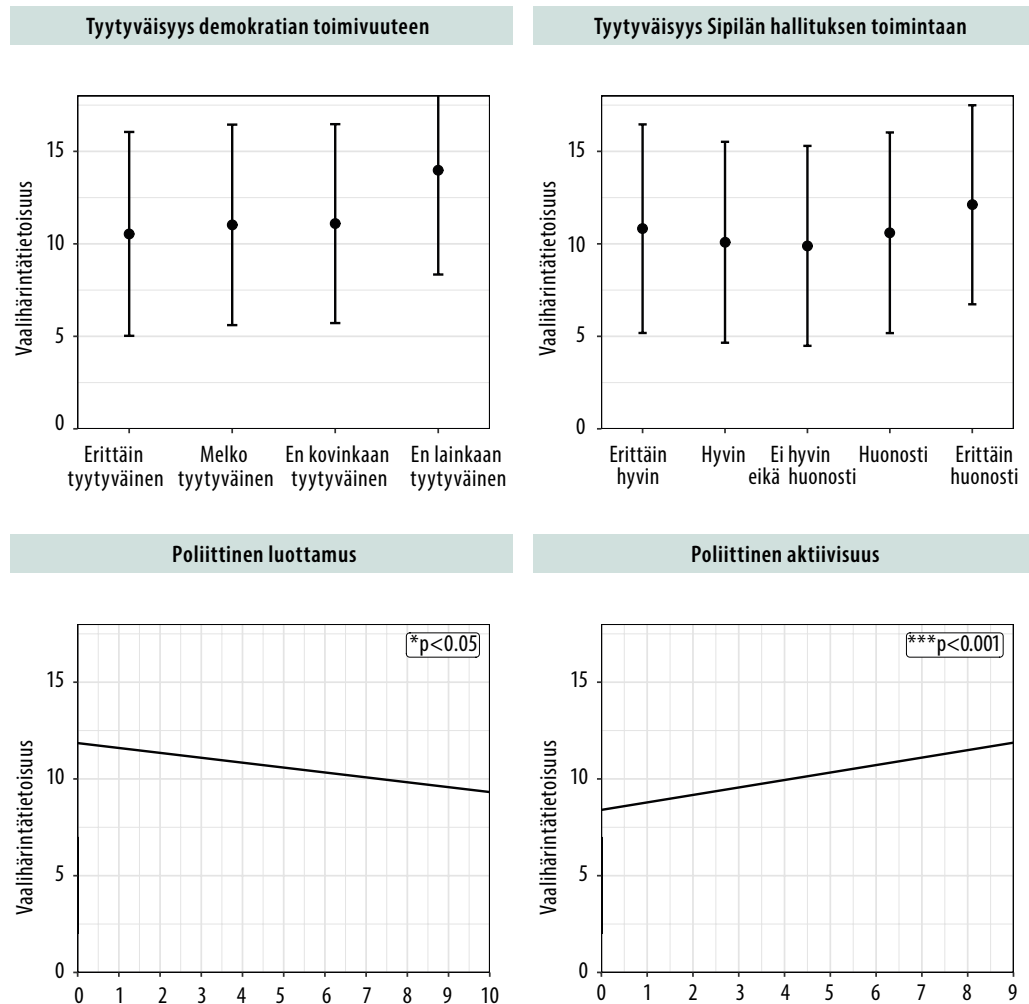 Tyytyväisyys demokratian toimivuuteen
Vaalihärintätietoisuus
15
10
5
0
Erittäin tyytyväinen
Melko tyytyväinen
En kovinkaan tyytyväinen
En lainkaan tyytyväinen
Tyytyväisyys Sipilän hallituksen toimintaan
Vaalihärintätietoisuus
15
10
5
0
Erittäin hyvin
Hyvin
Ei hyvin eikä huonosti
Huonosti
Erittäin huonosti
Poliittinen luottamus
*p<0.05
Vaalihärintätietoisuus
15
10
5
0
0 1 2 3 4 5 6 7 8 9 10
Poliittinen aktiivisuus
***p<0.001
Vaalihärintätietoisuus
15
10
5
0
0 1 2 3 4 5 6 7 8 9